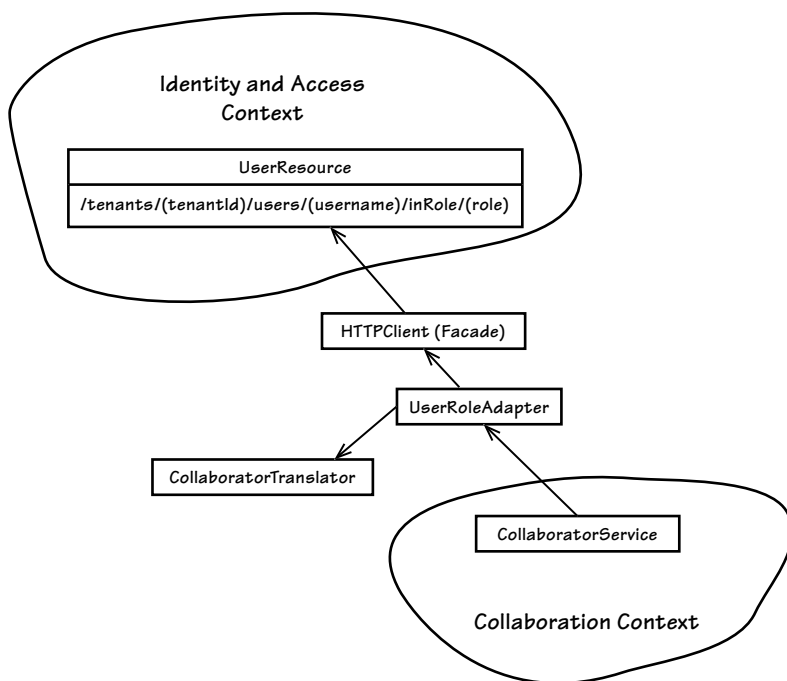 Identity and Access
Context
UserResource
/tenants/(tenantId)/users/(username)/inRole/(role)
HTTPClient (Facade)
UserRoleAdapter
CollaboratorTranslator
CollaboratorService
Collaboration Context